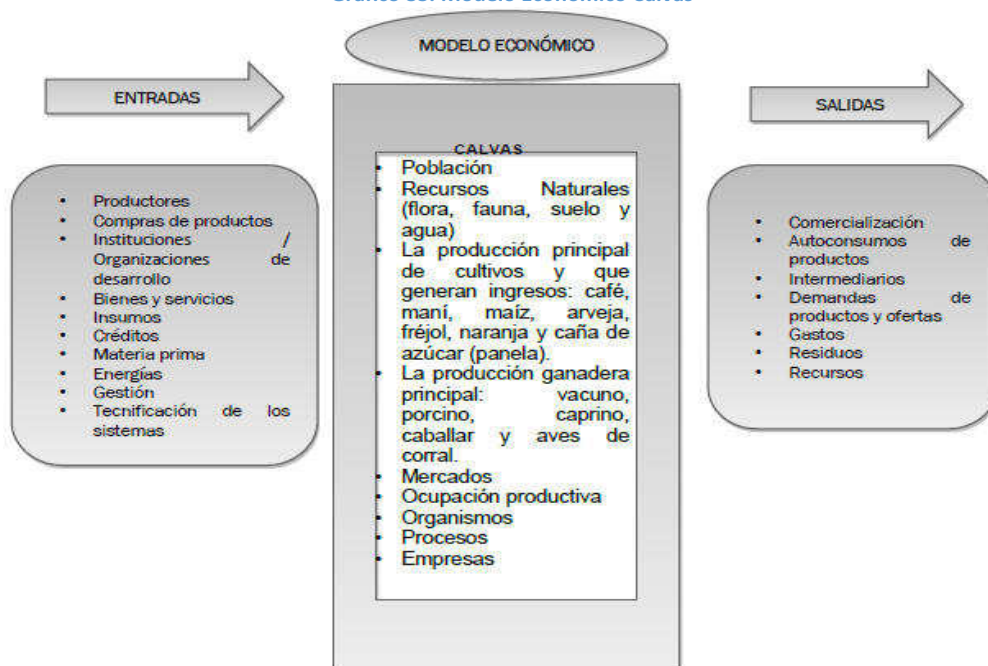 MODELO ECONÓMICO
ENTRADAS
• Productores
• Compras de productos
• Instituciones /
Organizaciones de
desarrollo
• Bienes y servicios
• Insumos
• Créditos
• Materia prima
• Energías
• Gestión
• Tecnificación de los
sistemas
CALVAS
• Población
• Recursos Naturales
(flora, fauna, suelo y
agua)
• La producción principal
de cultivos y que
generan ingresos: café,
maní, maíz, arveja,
fréjol, naranja y caña de
azúcar (panela).
• La producción ganadera
principal: vacuno,
porcino, caprino,
caballar y aves de
corral.
• Mercados
• Ocupación productiva
• Organismos
• Procesos
• Empresas
SALIDAS
• Comercialización
• Autoconsumos de
productos
• Intermediarios
• Demandas de
productos y ofertas
• Gastos
• Residuos
• Recursos